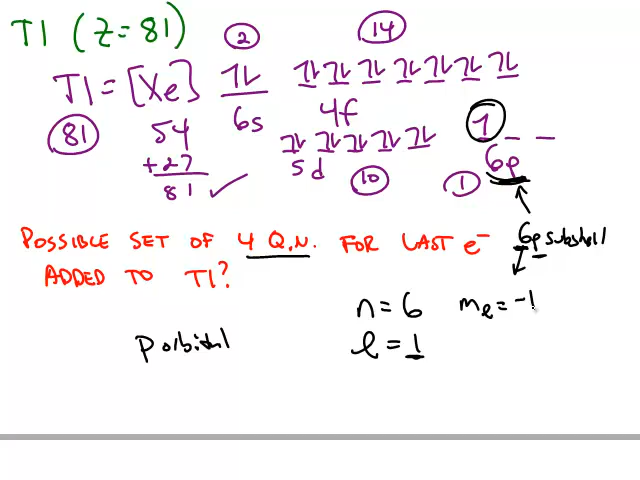 Tl (Z=81)
2
14
Tl = [Xe] 1↿⇂
6s
4f
81
54
+27
81 ✓
5d
10
1
6p
1
POSSIBLE SET OF 4 Q.N. FOR LAST e⁻
ADDED TO Tl?
6p subshell
n = 6
mℓ = -1
p orbital
ℓ = 1